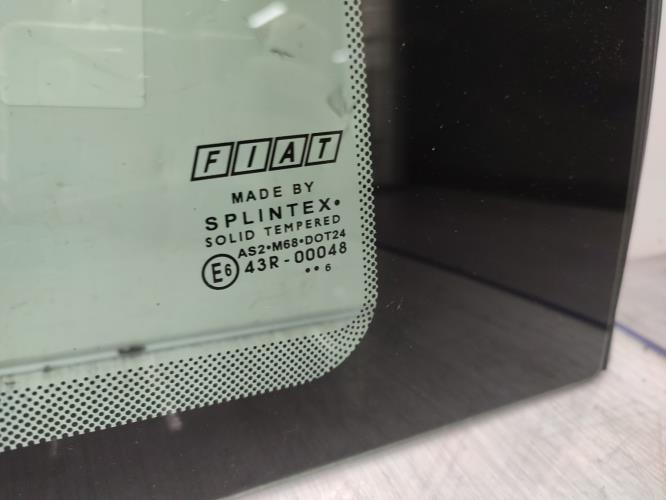 FIAT
MADE BY
SPLINTEX•
SOLID TEMPERED
AS2•M68•DOT24
E6 43R-00048
•• 6